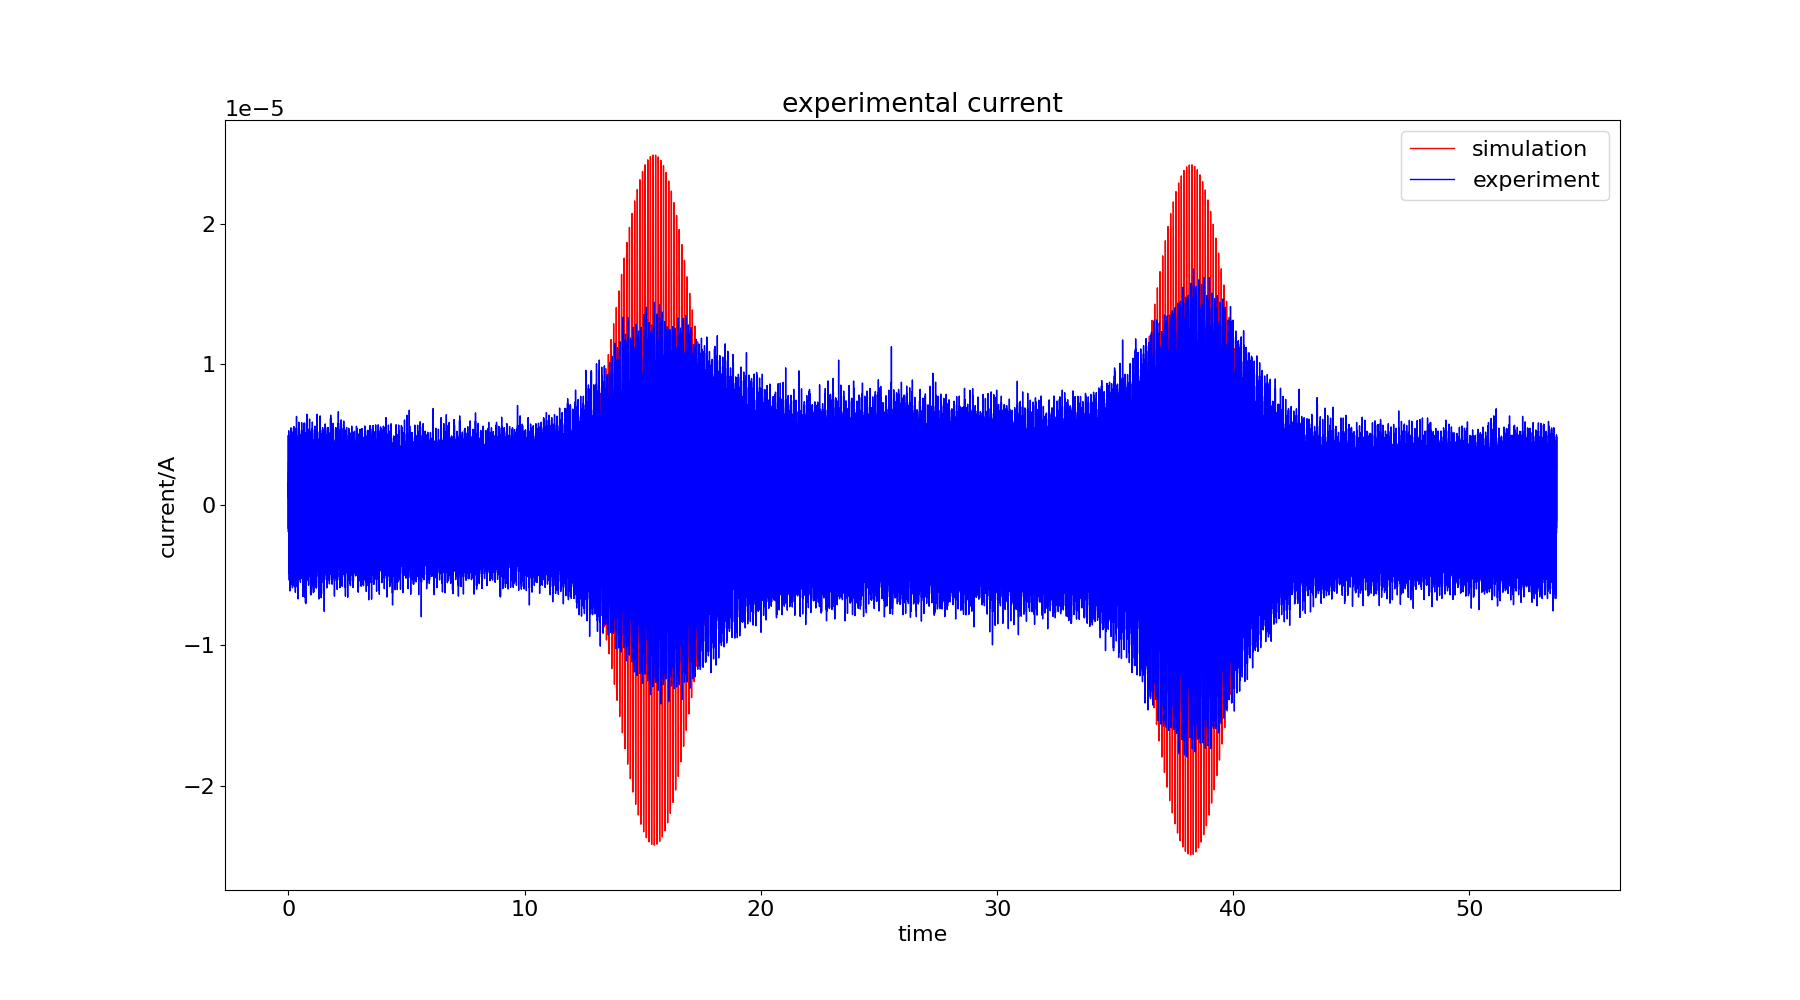 experimental current
1e−5
simulation
experiment
2
1
0
−1
−2
current/A
0 10 20 30 40 50
time